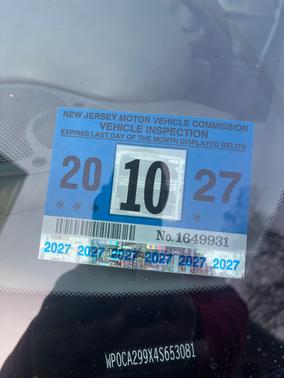 NEW JERSEY MOTOR VEHICLE COMMISSION
VEHICLE INSPECTION
EXPIRES LAST DAY OF THE MONTH DISPLAYED BELOW
20 10 27
No. 1649931
2027 2027 2027 2027 2027 2027
WP0CA299X4S653081